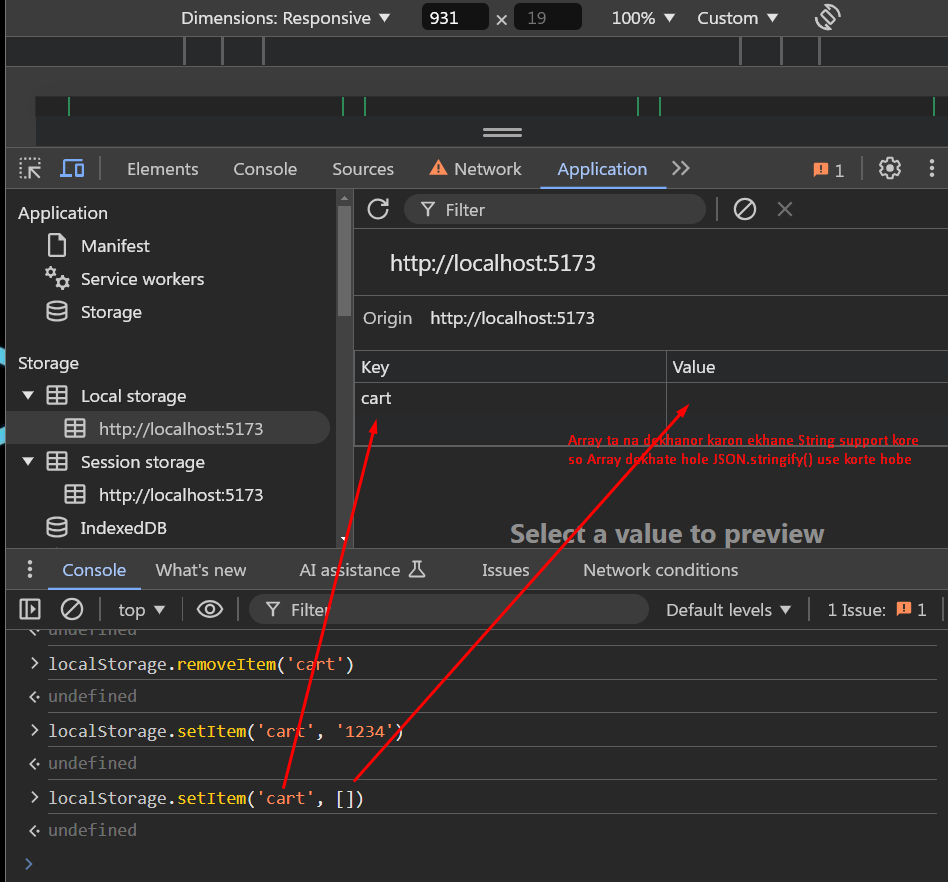 Dimensions: Responsive ▼ 931 × 19 100% ▼ Custom ▼
Elements Console Sources Network Application 1
Application
Manifest
Service workers
Storage
Storage
Local storage
http://localhost:5173
Session storage
http://localhost:5173
IndexedDB
Filter
http://localhost:5173
Origin http://localhost:5173
Key Value
cart
Array ta na dekhanor karon ekhane String support kore
so Array dekhate hole JSON.stringify() use korte hobe
Select a value to preview
Console What's new AI assistance Issues Network conditions
top ▼ Filter Default levels ▼ 1 Issue: 1
undefined
> localStorage.removeItem('cart')
undefined
> localStorage.setItem('cart', '1234')
undefined
> localStorage.setItem('cart', [])
undefined
>